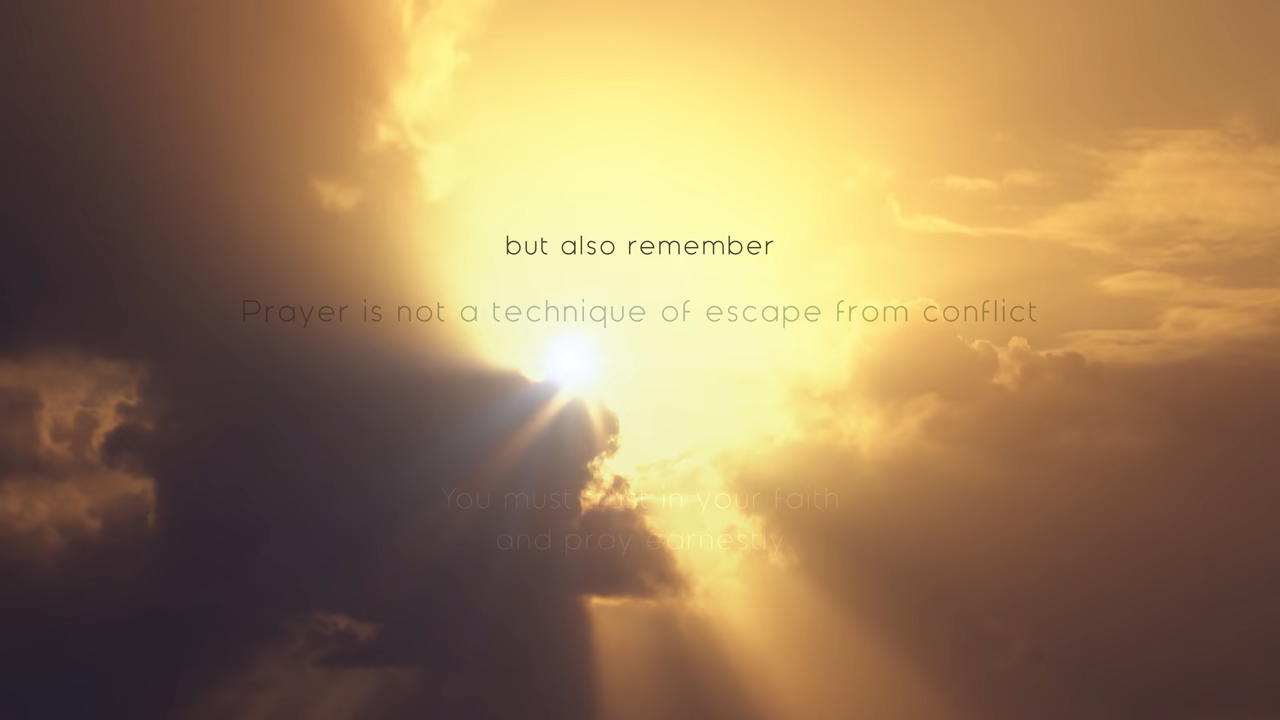 but also remember
Prayer is not a technique of escape from conflict
You must trust in your faith
and pray earnestly